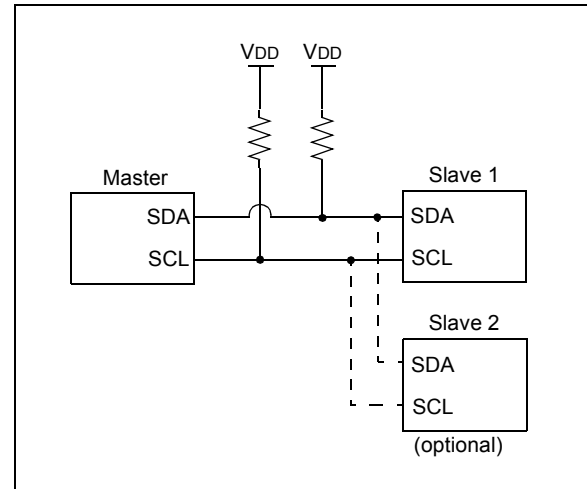 VDD VDD
Master
Slave 1
SDA
SDA
SCL
SCL
Slave 2
SDA
SCL
(optional)